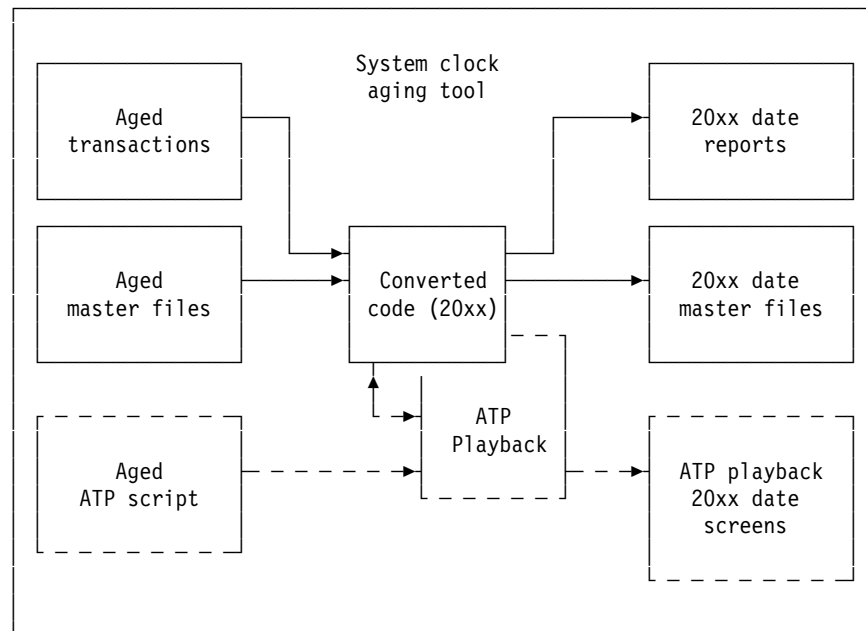 System clock
aging tool
Aged
transactions
20xx date
reports
Aged
master files
Converted
code (20xx)
20xx date
master files
ATP
Playback
Aged
ATP script
ATP playback
20xx date
screens